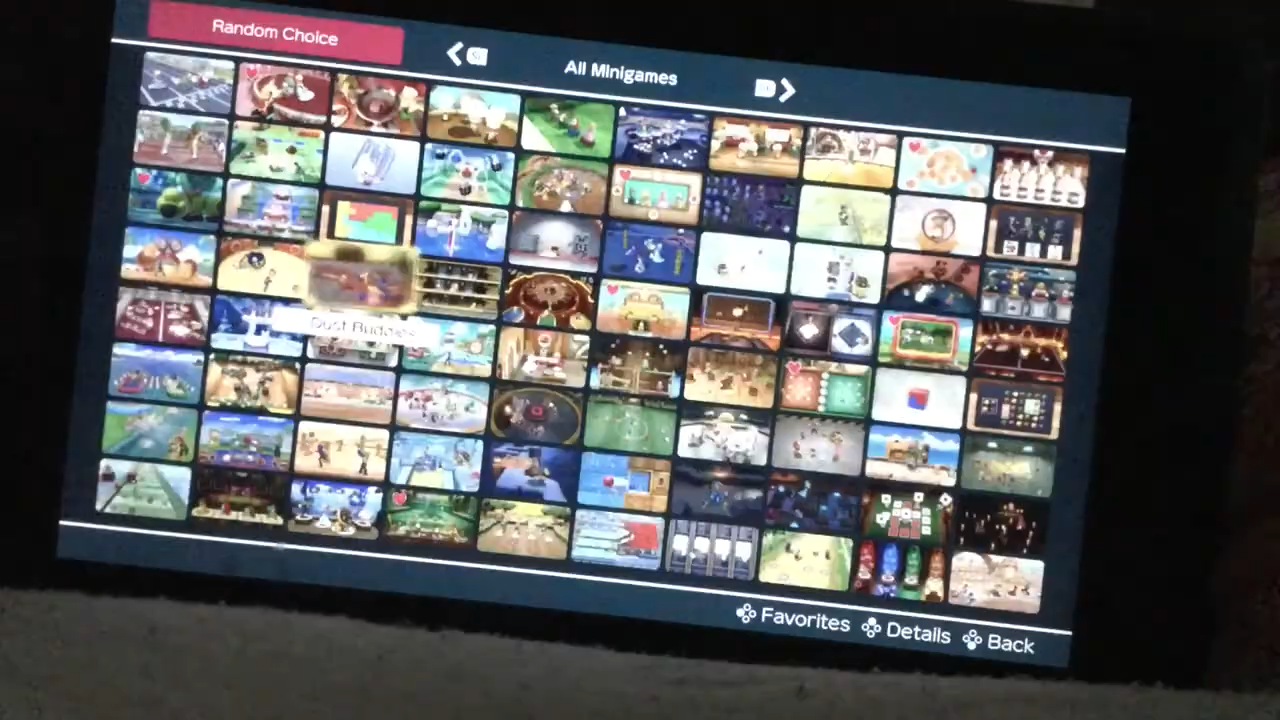 Random Choice
All Minigames
Dust Buddies
Favorites
Details
Back